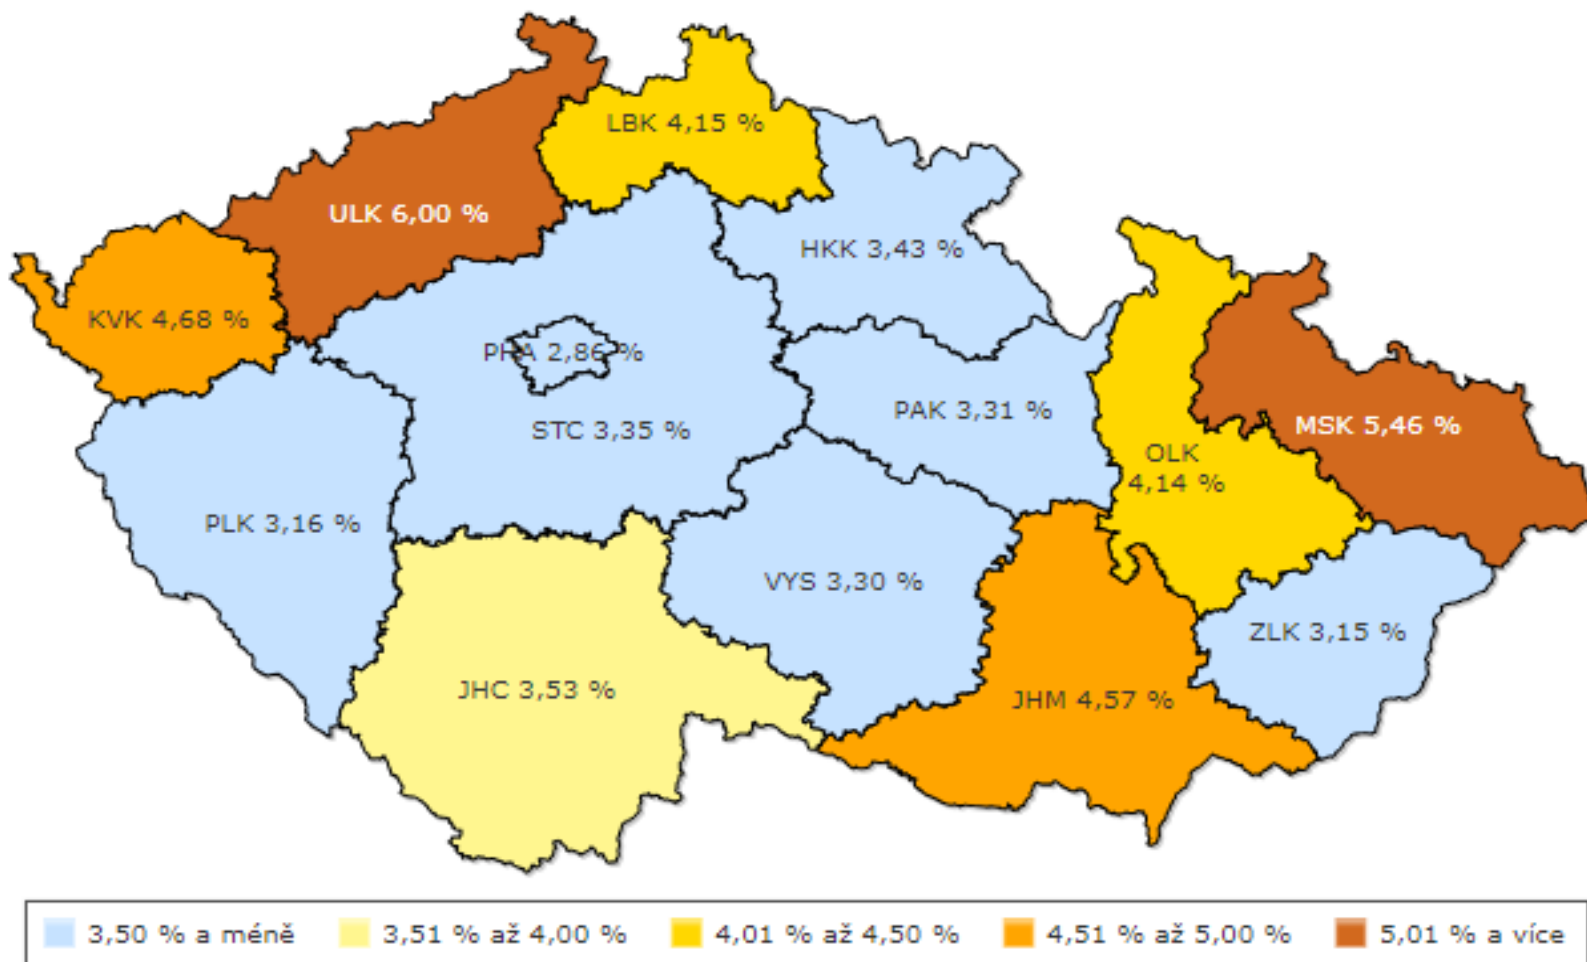 LBK 4,15 %
ULK 6,00 %
HKK 3,43 %
KVK 4,68 %
PHA 2,86 %
PAK 3,31 %
STC 3,35 %
MSK 5,46 %
OLK
4,14 %
PLK 3,16 %
VYS 3,30 %
ZLK 3,15 %
JHC 3,53 %
JHM 4,57 %
3,50 % a méně
3,51 % až 4,00 %
4,01 % až 4,50 %
4,51 % až 5,00 %
5,01 % a více